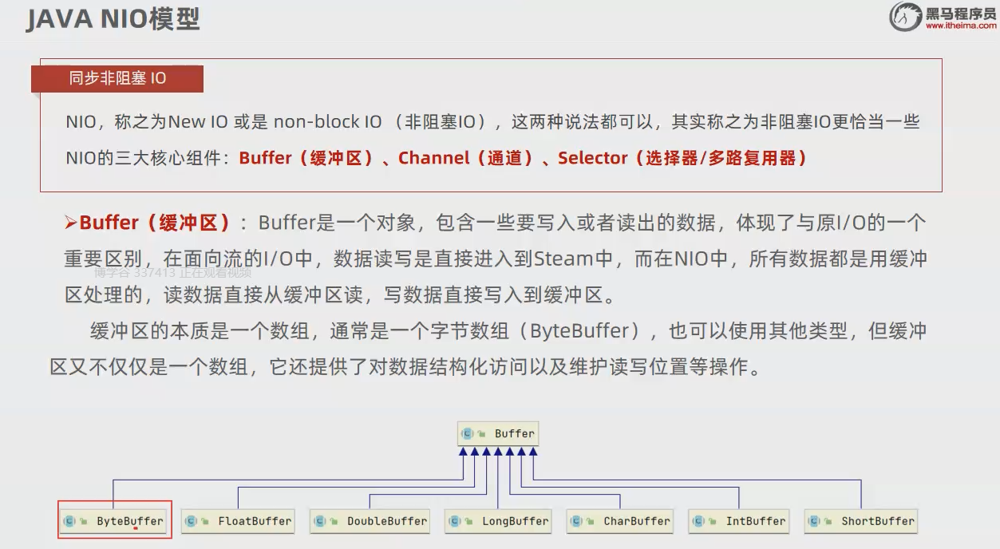 JAVA NIO模型
黑马程序员
www.itheima.com
同步非阻塞 IO
NIO，称之为New IO 或是 non-block IO （非阻塞IO），这两种说法都可以，其实称之为非阻塞IO更恰当一些
NIO的三大核心组件：Buffer（缓冲区）、Channel（通道）、Selector（选择器/多路复用器）
➢Buffer（缓冲区）：Buffer是一个对象，包含一些要写入或者读出的数据，体现了与原I/O的一个
重要区别，在面向流的I/O中，数据读写是直接进入到Steam中，而在NIO中，所有数据都是用缓冲
博学谷 337413 正在观看视频
区处理的，读数据直接从缓冲区读，写数据直接写入到缓冲区。
缓冲区的本质是一个数组，通常是一个字节数组（ByteBuffer），也可以使用其他类型，但缓冲
区又不仅仅是一个数组，它还提供了对数据结构化访问以及维护读写位置等操作。
C Buffer
C ByteBuffer
C FloatBuffer
C DoubleBuffer
C LongBuffer
C CharBuffer
C IntBuffer
C ShortBuffer